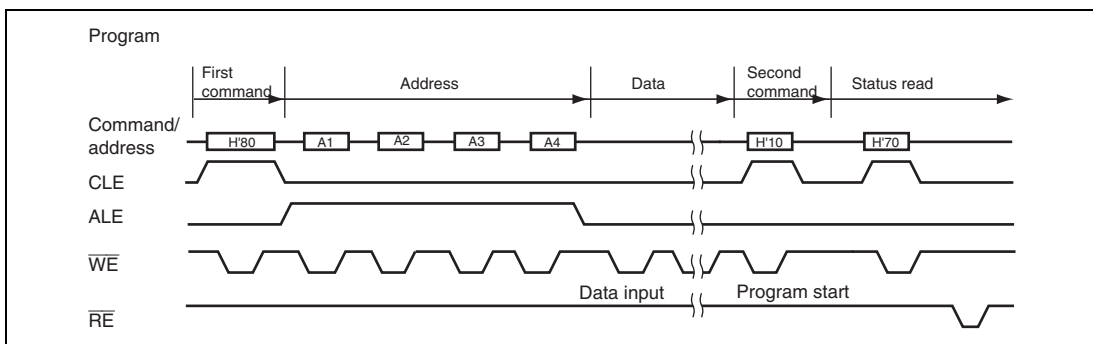 Program
First command
Address
Data
Second command
Status read
Command/
address
H'80
A1
A2
A3
A4
H'10
H'70
CLE
ALE
WE
Data input
Program start
RE